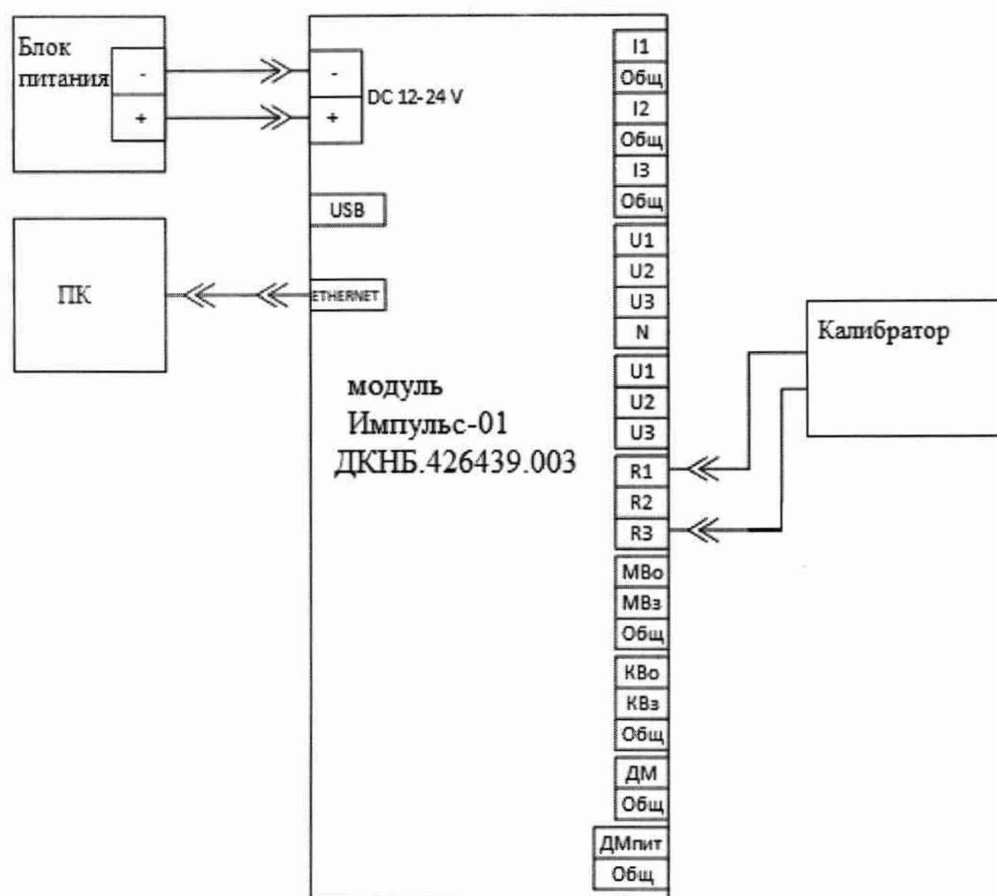 Блок
питания
-
+
-
+
DC 12-24 V
USB
ETHERNET
ПК
модуль
Импульс-01
ДКНБ.426439.003
I1
Общ
I2
Общ
I3
Общ
U1
U2
U3
N
U1
U2
U3
R1
R2
R3
МВо
МВз
Общ
КВо
КВз
Общ
ДМ
Общ
ДМпит
Общ
Калибратор